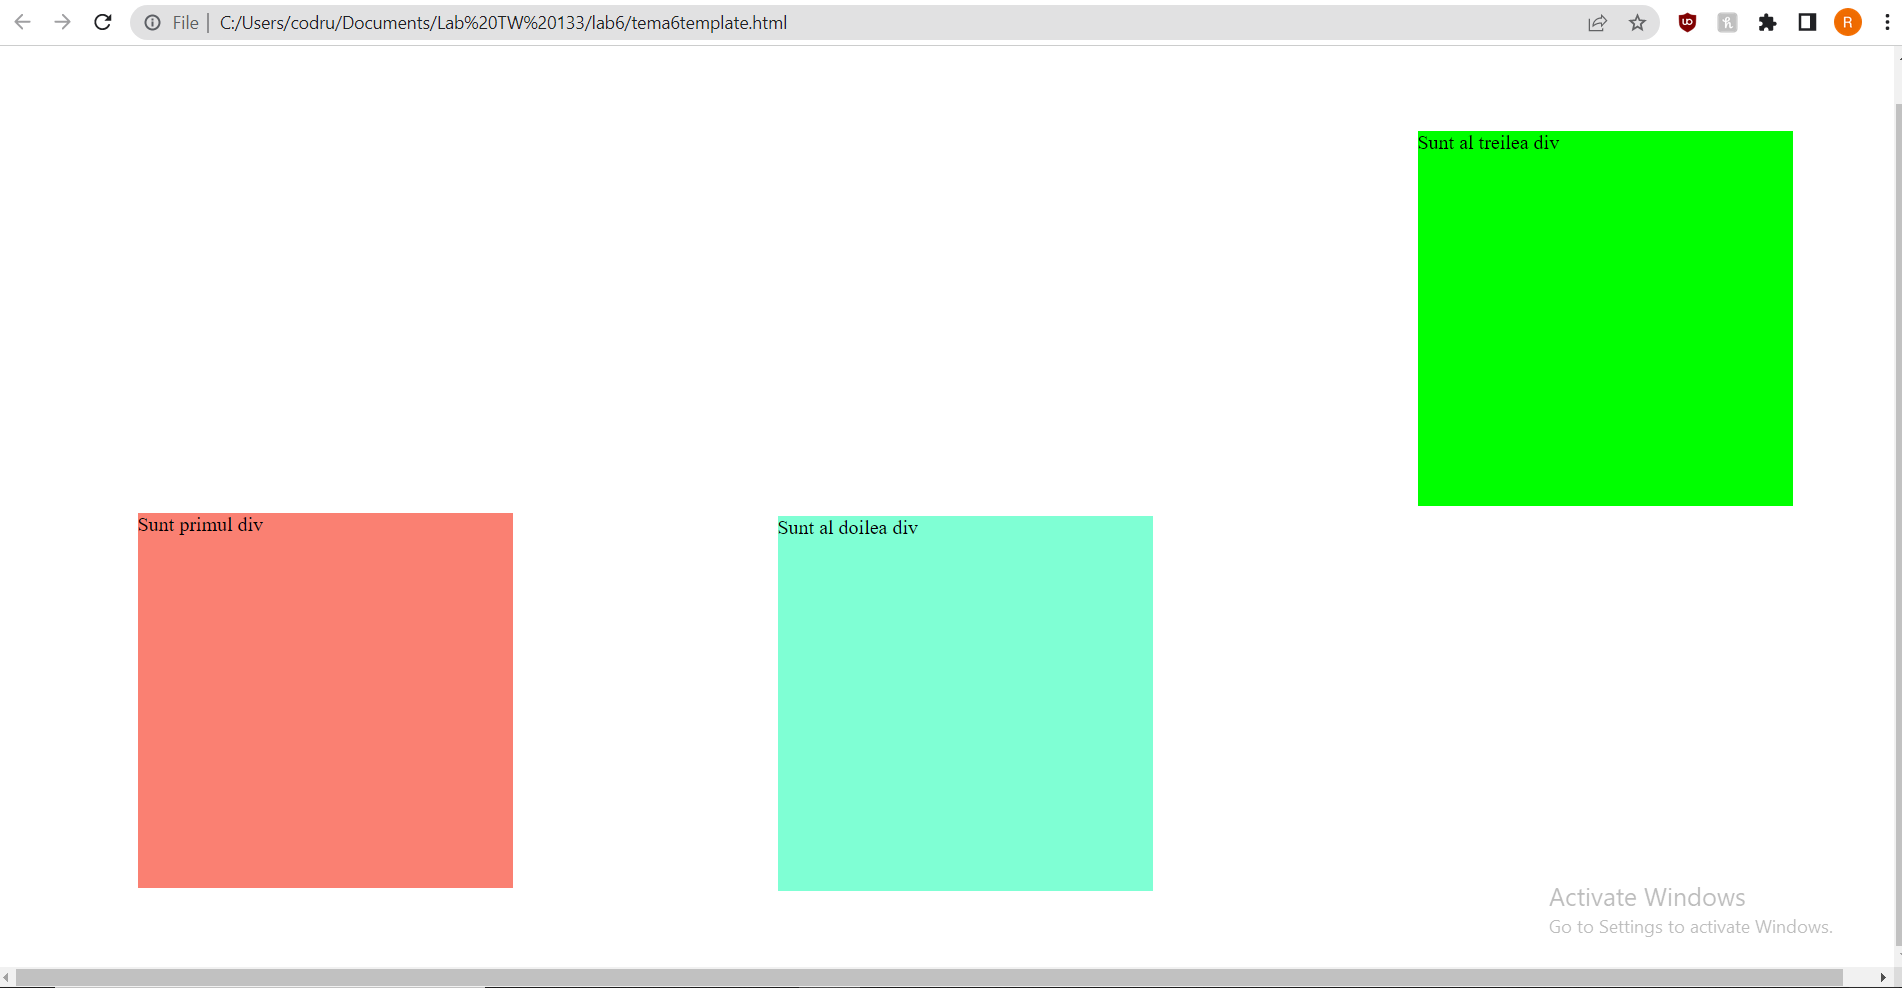 File | C:/Users/codru/Documents/Lab%20TW%20133/lab6/tema6template.html
R
Sunt al treilea div
Sunt primul div
Sunt al doilea div
Activate Windows
Go to Settings to activate Windows.